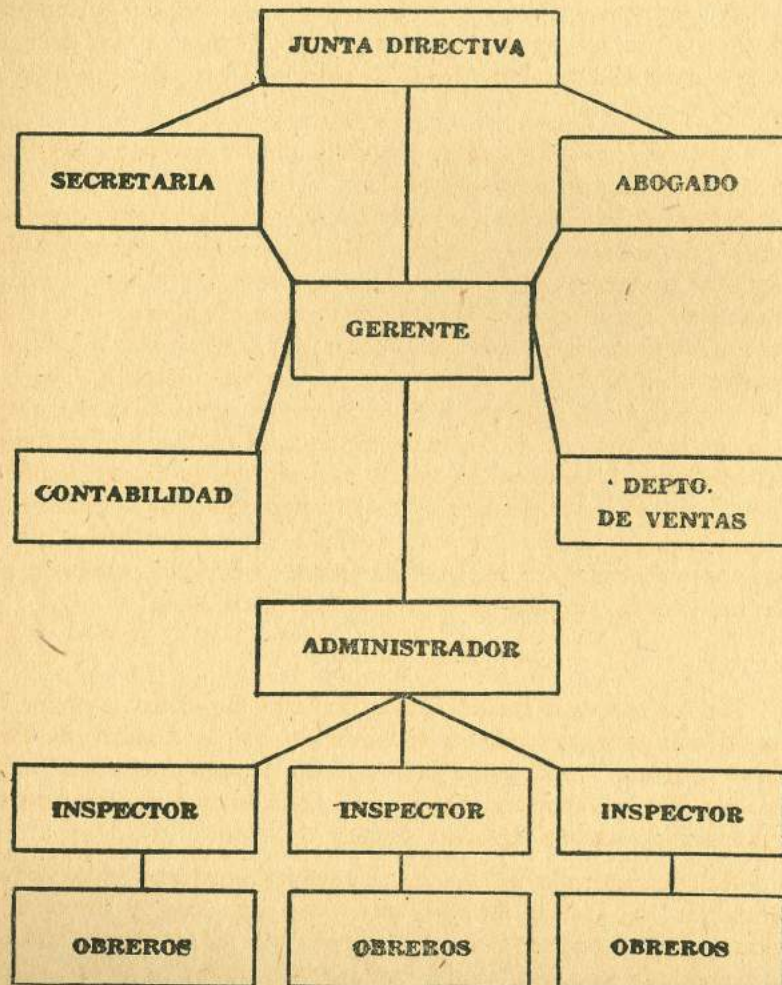 JUNTA DIRECTIVA
SECRETARIA
ABOGADO
GERENTE
CONTABILIDAD
DEPTO.
DE VENTAS
ADMINISTRADOR
INSPECTOR
INSPECTOR
INSPECTOR
OBREROS
OBREROS
OBREROS